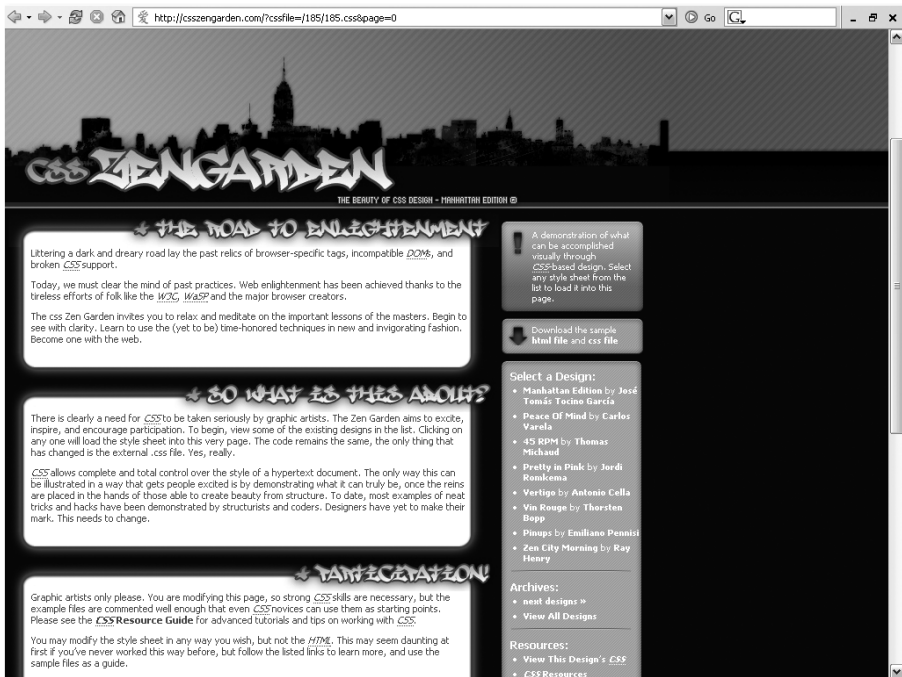 爱 http://csszengarden.com/?cssfile=/185/185.css&page=0
Go
G
CSS ZENGARDEN
THE BEAUTY OF CSS DESIGN - MANHATTAN EDITION ©
THE ROAD TO ENLIGHTENMENT
Littering a dark and dreary road lay the past relics of browser-specific tags, incompatible DOMs, and
broken CSS support.
Today, we must clear the mind of past practices. Web enlightenment has been achieved thanks to the
tireless efforts of folk like the W3C, WaSP and the major browser creators.
The css Zen Garden invites you to relax and meditate on the important lessons of the masters. Begin to
see with clarity. Learn to use the (yet to be) time-honored techniques in new and invigorating fashion.
Become one with the web.
SO WHAT IS THIS ABOUT?
There is clearly a need for CSS to be taken seriously by graphic artists. The Zen Garden aims to excite,
inspire, and encourage participation. To begin, view some of the existing designs in the list. Clicking on
any one will load the style sheet into this very page. The code remains the same, the only thing that
has changed is the external .css file. Yes, really.
CSS allows complete and total control over the style of a hypertext document. The only way this can
be illustrated in a way that gets people excited is by demonstrating what it can truly be, once the reins
are placed in the hands of those able to create beauty from structure. To date, most examples of neat
tricks and hacks have been demonstrated by structurists and coders. Designers have yet to make their
mark. This needs to change.
PARTICIPATION!
Graphic artists only please. You are modifying this page, so strong CSS skills are necessary, but the
example files are commented well enough that even CSS novices can use them as starting points.
Please see the CSS Resource Guide for advanced tutorials and tips on working with CSS.
You may modify the style sheet in any way you wish, but not the HTML. This may seem daunting at
first if you've never worked this way before, but follow the listed links to learn more, and use the
sample files as a guide.
A demonstration of what
can be accomplished
visually through
CSS-based design. Select
any style sheet from the
list to load it into this
page.
Download the sample
html file and css file
Select a Design:
• Manhattan Edition by José
Tomás Tocino García
• Peace Of Mind by Carlos
Varela
• 45 RPM by Thomas
Michaud
• Pretty in Pink by Jordi
Romkema
• Vertigo by Antonio Cella
• Vin Rouge by Thorsten
Bopp
• Pinups by Emiliano Pennisi
• Zen City Morning by Ray
Henry
Archives:
• next designs »
• View All Designs
Resources:
• View This Design's CSS
• CSS Resources